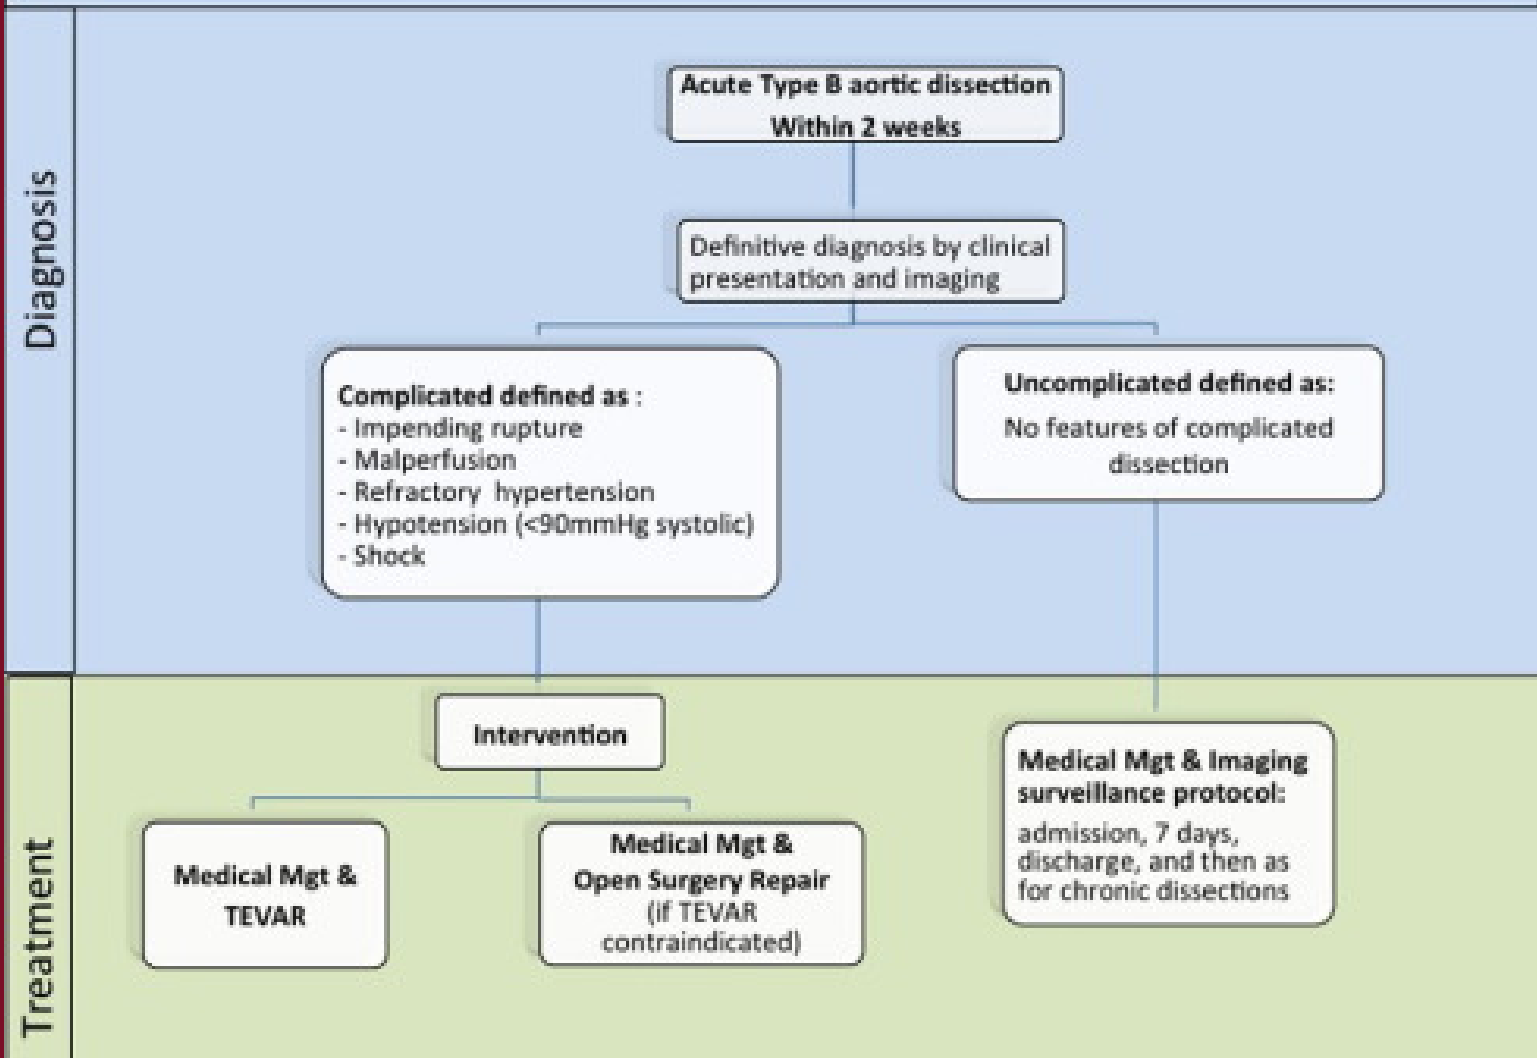 Diagnosis
Acute Type B aortic dissection
Within 2 weeks
Definitive diagnosis by clinical
presentation and imaging
Complicated defined as :
- Impending rupture
- Malperfusion
- Refractory hypertension
- Hypotension (<90mmHg systolic)
- Shock
Uncomplicated defined as:
No features of complicated
dissection
Treatment
Intervention
Medical Mgt &
TEVAR
Medical Mgt &
Open Surgery Repair
(if TEVAR
contraindicated)
Medical Mgt & Imaging
surveillance protocol:
admission, 7 days,
discharge, and then as
for chronic dissections